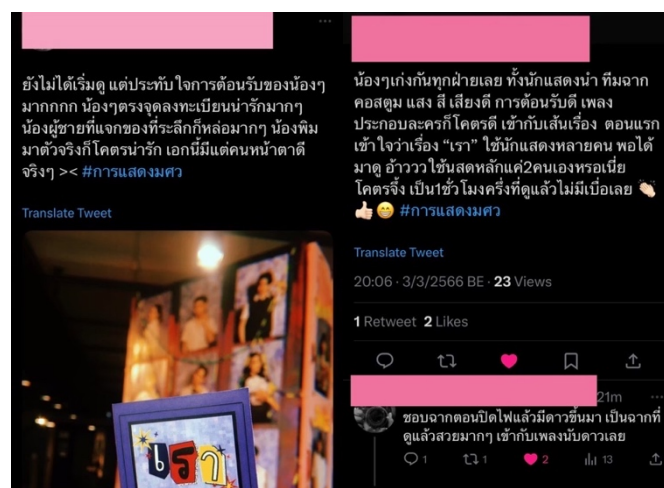 ยังไม่ได้เริ่มดู แต่ประทับใจการต้อนรับของน้องๆ
มากกกก น้องๆตรงจุดลงทะเบียนน่ารักมากๆ
น้องผู้ชายที่แจกของที่ระลึกก็หล่อมากๆ น้องพิม
มาตัวจริงก็โคตรน่ารัก เอกนี้มีแต่คนหน้าตาดี
จริงๆ >< #การแสดงมศว
Translate Tweet
เรา
น้องๆเก่งกันทุกฝ่ายเลย ทั้งนักแสดงนำ ทีมฉาก
คอสตูม แสง สี เสียงดี การต้อนรับดี เพลง
ประกอบละครก็โคตรดี เข้ากับเส้นเรื่อง ตอนแรก
เข้าใจว่าเรื่อง “เรา” ใช้นักแสดงหลายคน พอได้
มาดู อ้าววว ใช้นสดหลักแค่2คนเองหรอเนี่ย
โคตรจึ้ง เป็น1ชั่วโมงครึ่งที่ดูแล้วไม่มีเบื่อเลย 👏🏻
👍🏻 😁 #การแสดงมศว
Translate Tweet
20:06 · 3/3/2566 BE · 23 Views
1 Retweet 2 Likes
21m
ชอบฉากตอนปิดไฟแล้วมีดาวขึ้นมา เป็นฉากที่
ดูแล้วสวยมากๆ เข้ากับเพลงนับดาวเลย
1 1 2 13